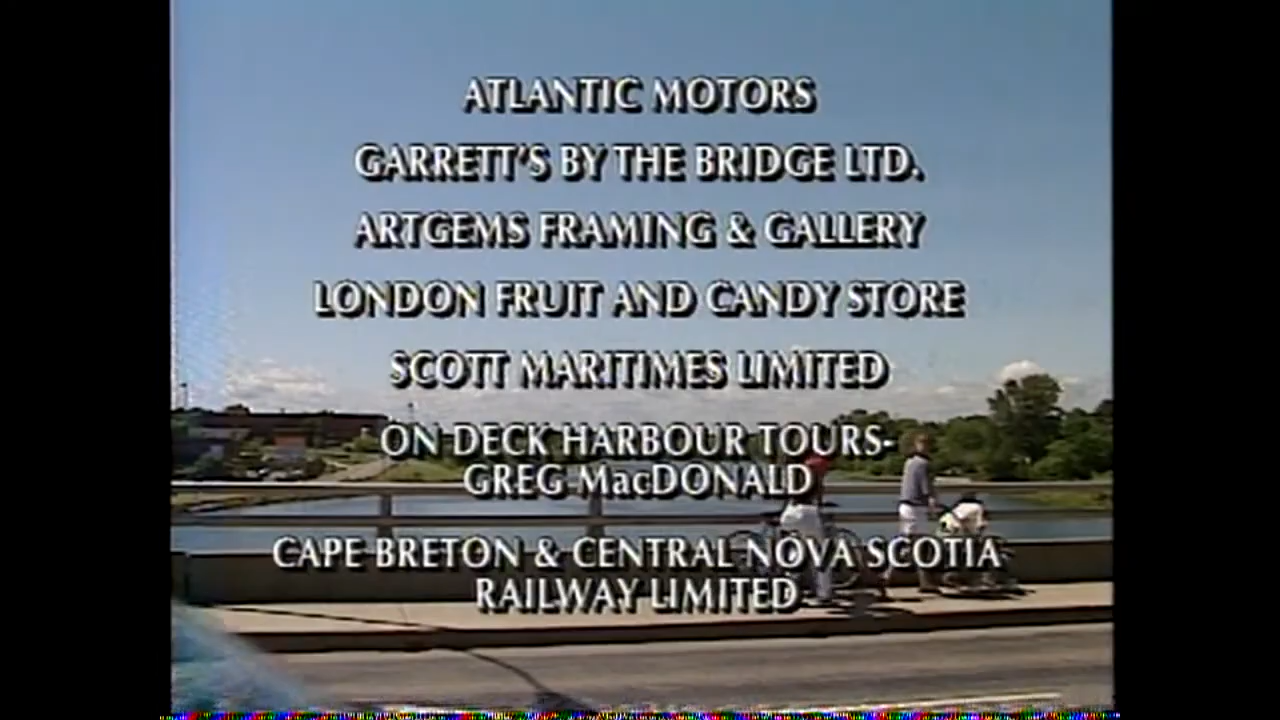 ATLANTIC MOTORS
GARRETT'S BY THE BRIDGE LTD.
ARTGEMS FRAMING & GALLERY
LONDON FRUIT AND CANDY STORE
SCOTT MARITIMES LIMITED
ON DECK HARBOUR TOURS-
GREG MacDONALD
CAPE BRETON & CENTRAL NOVA SCOTIA
RAILWAY LIMITED